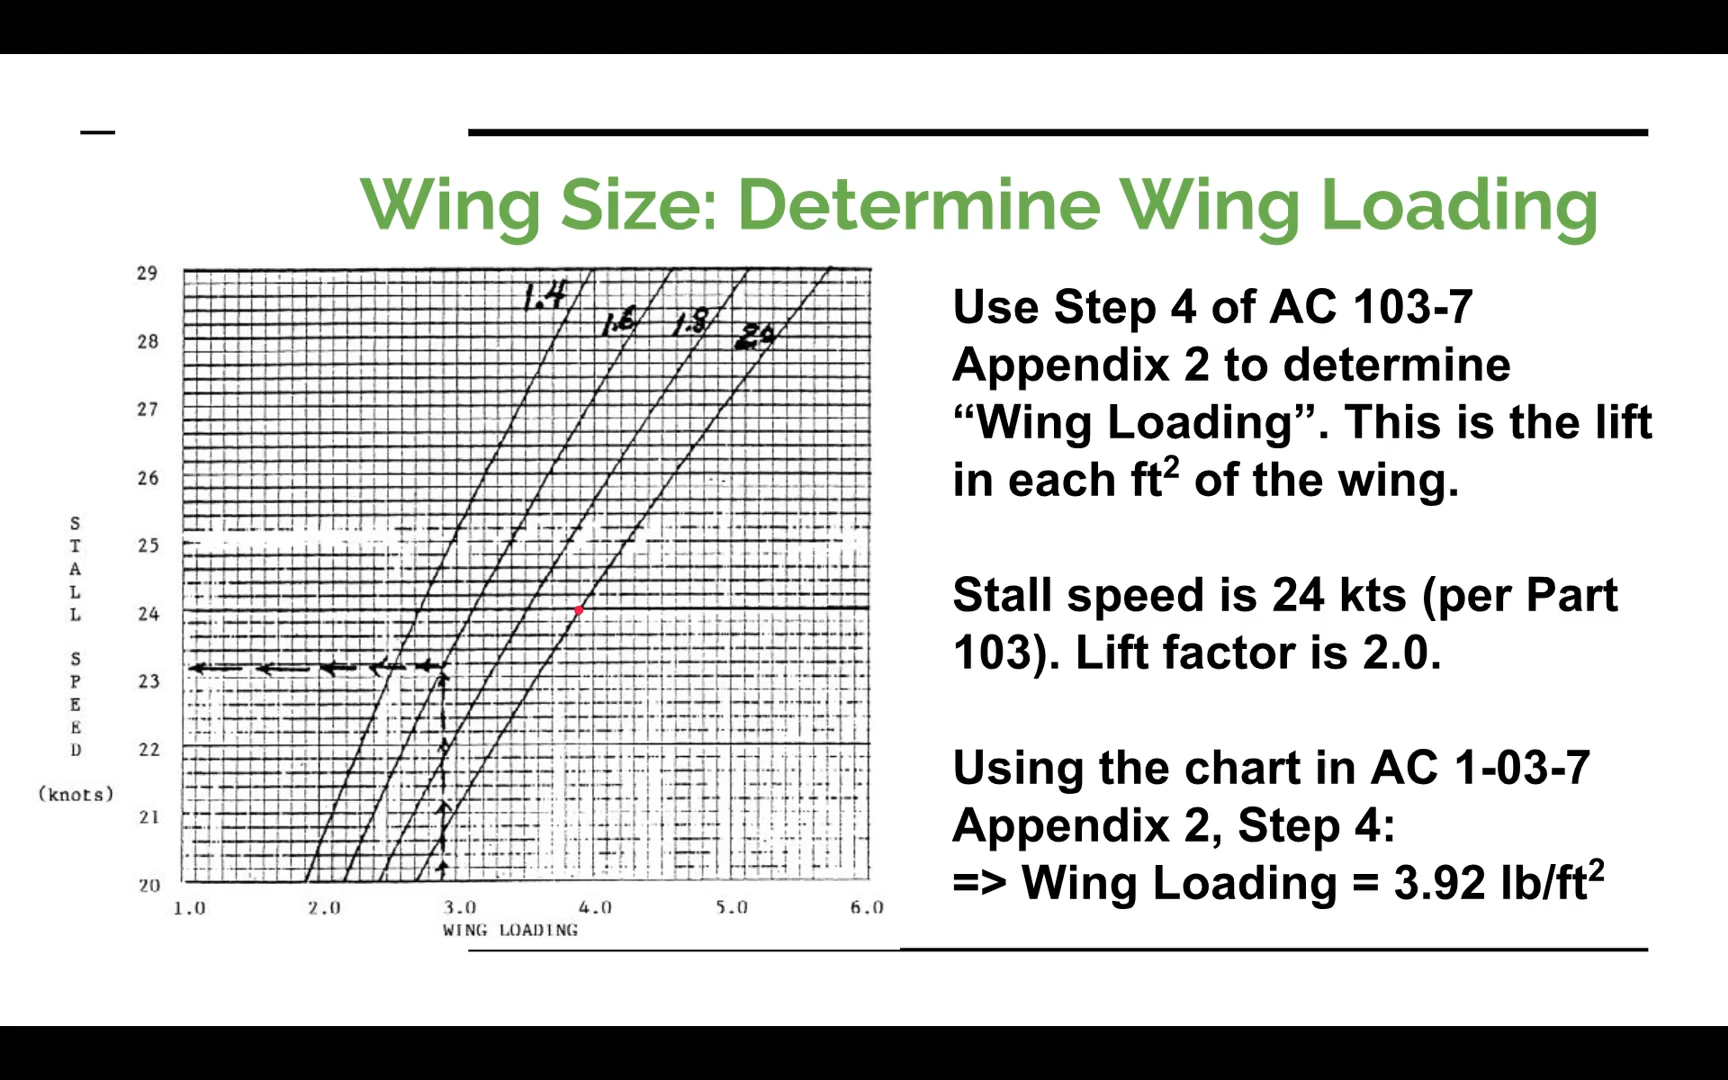 Wing Size: Determine Wing Loading
29
28
27
26
25
24
23
22
21
20
STALL SPEED
(knots)
1.4
1.6
1.8
2.0
1.0 2.0 3.0 4.0 5.0 6.0
WING LOADING
Use Step 4 of AC 103-7
Appendix 2 to determine
“Wing Loading”. This is the lift
in each ft² of the wing.
Stall speed is 24 kts (per Part
103). Lift factor is 2.0.
Using the chart in AC 1-03-7
Appendix 2, Step 4:
=> Wing Loading = 3.92 lb/ft²